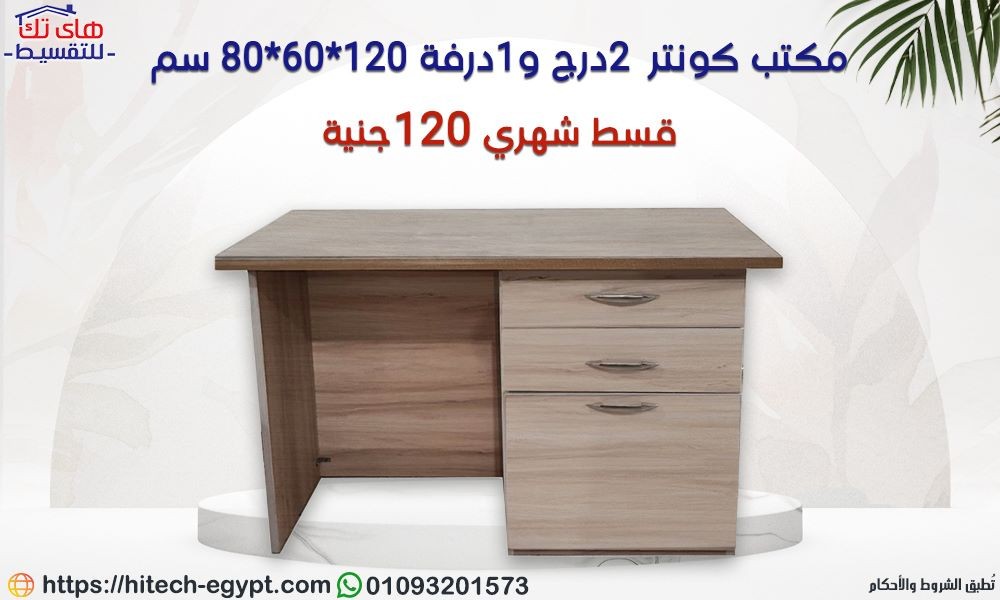 هاى تك
-للتقسيط-
مكتب كونتر 2درج و1درفة 120*60*80 سم
قسط شهري 120جنية
https://hitech-egypt.com 01093201573
تُطبق الشروط والأحكام